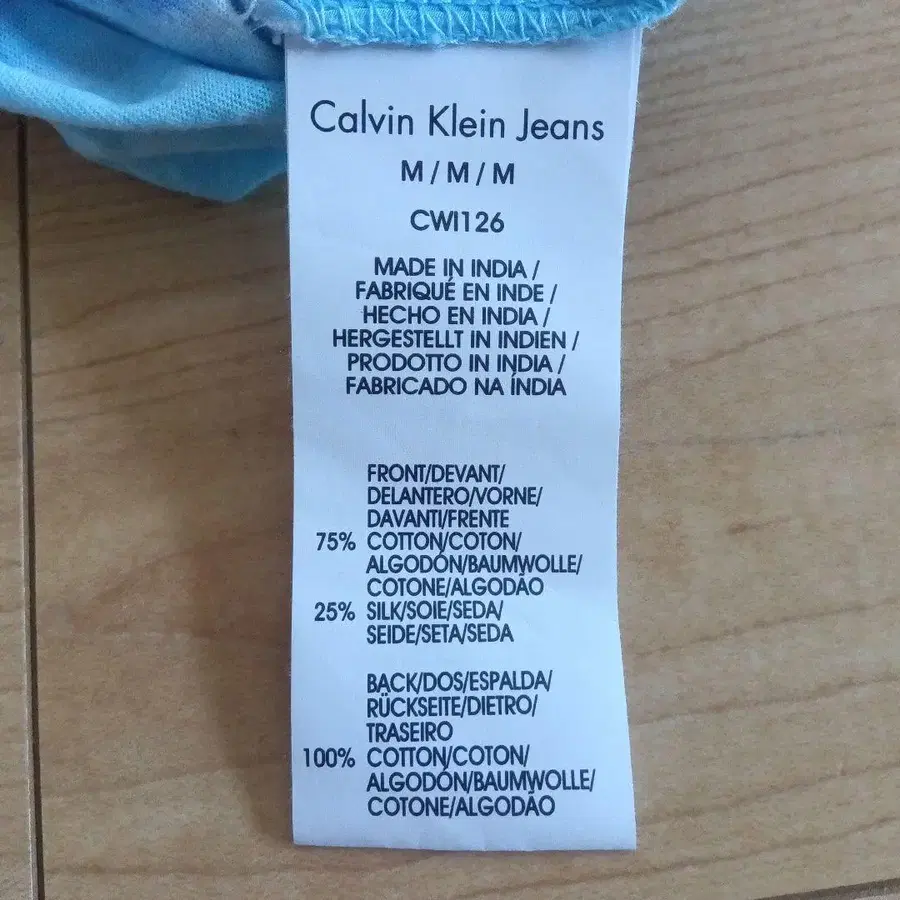 Calvin Klein Jeans
M / M / M
CWI126
MADE IN INDIA /
FABRIQUÉ EN INDE /
HECHO EN INDIA /
HERGESTELLT IN INDIEN /
PRODOTTO IN INDIA /
FABRICADO NA ÍNDIA
FRONT/DEVANT/
DELANTERO/VORNE/
DAVANTI/FRENTE
75% COTTON/COTON/
ALGODÓN/BAUMWOLLE/
COTONE/ALGODÃO
25% SILK/SOIE/SEDA/
SEIDE/SETA/SEDA
BACK/DOS/ESPALDA/
RÜCKSEITE/DIETRO/
TRASEIRO
100% COTTON/COTON/
ALGODÓN/BAUMWOLLE/
COTONE/ALGODÃO